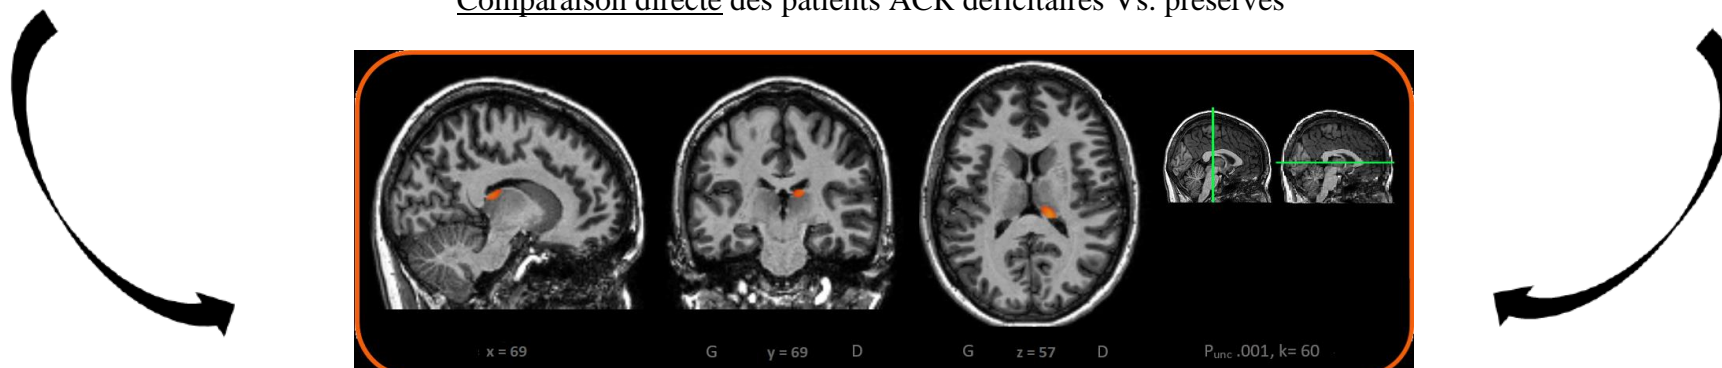 Comparaison directe des patients ACR déficitaires Vs. préservés
x = 69 G y = 69 D G z = 57 D Punc .001, k= 60